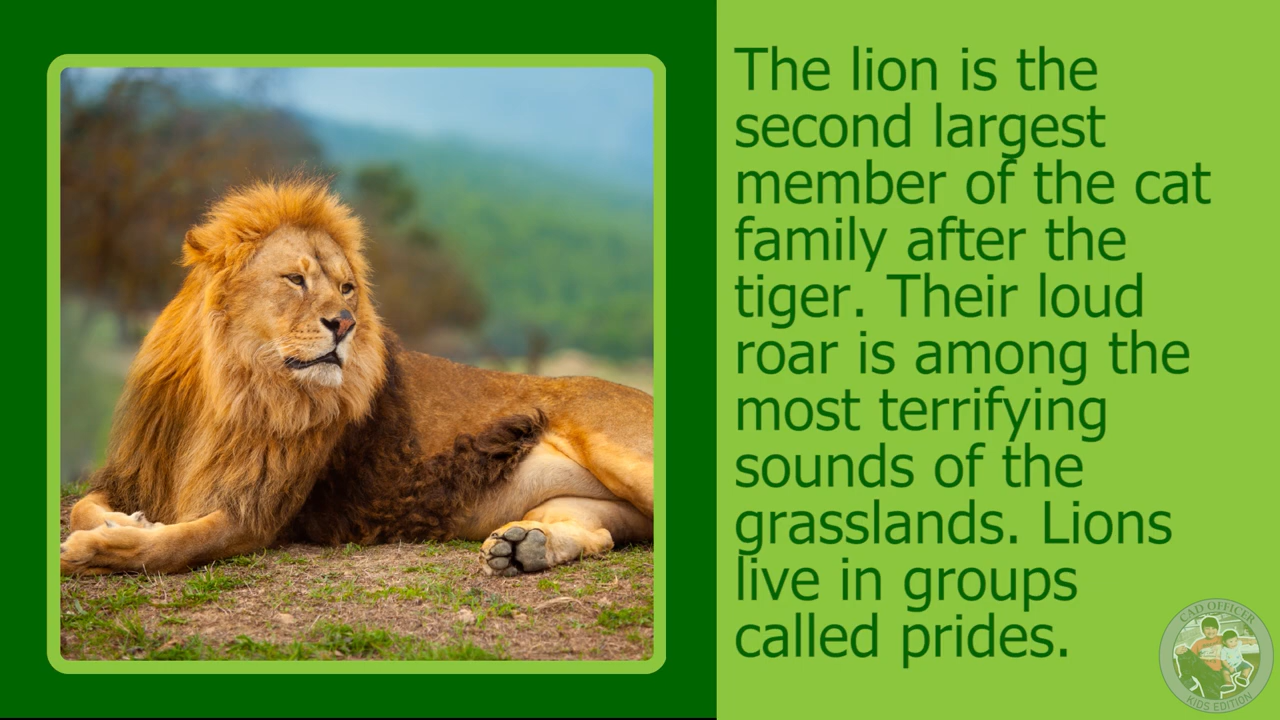 The lion is the
second largest
member of the cat
family after the
tiger. Their loud
roar is among the
most terrifying
sounds of the
grasslands. Lions
live in groups
called prides.
CAD OFFICER
KIDS EDITION